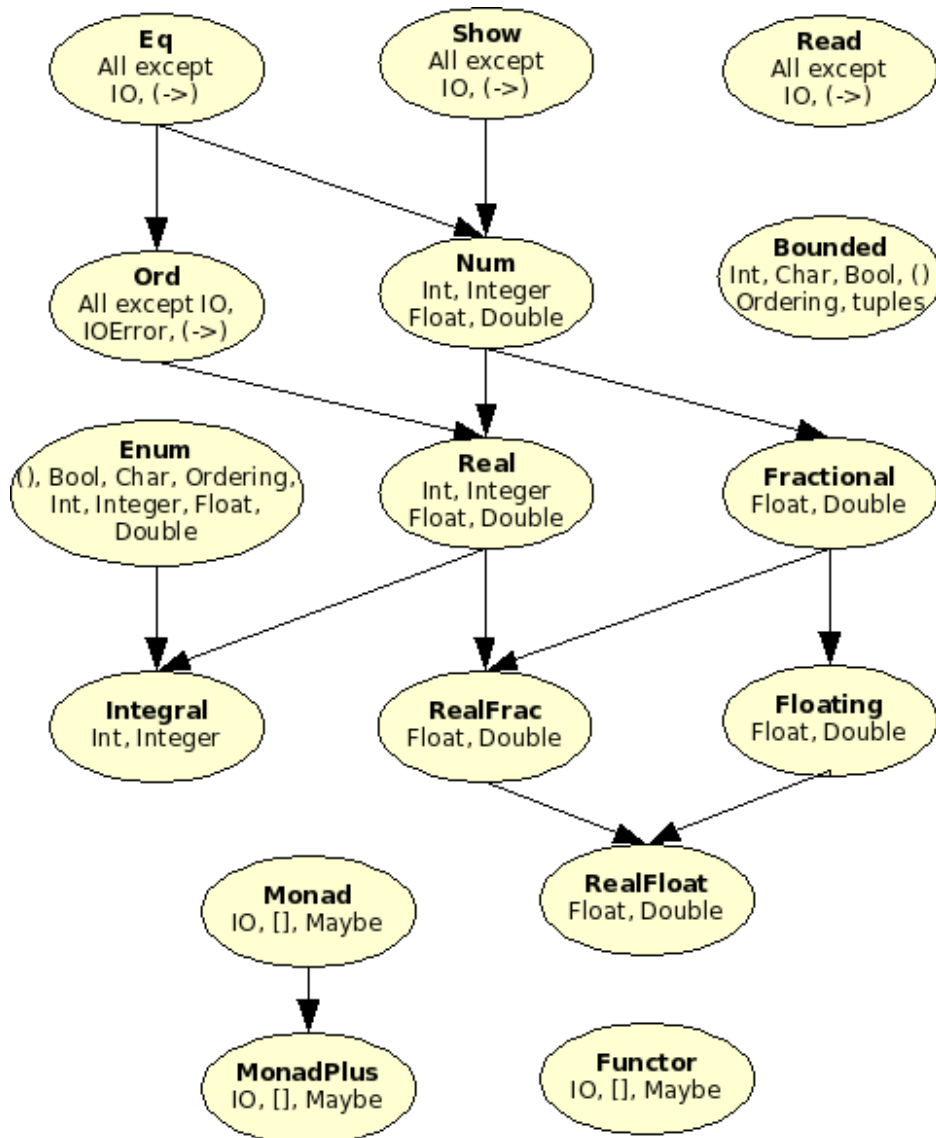 Eq
All except
IO, (->)
Show
All except
IO, (->)
Read
All except
IO, (->)
Ord
All except IO,
IOError, (->)
Num
Int, Integer
Float, Double
Bounded
Int, Char, Bool, ()
Ordering, tuples
Enum
(), Bool, Char, Ordering,
Int, Integer, Float,
Double
Real
Int, Integer
Float, Double
Fractional
Float, Double
Integral
Int, Integer
RealFrac
Float, Double
Floating
Float, Double
Monad
IO, [], Maybe
RealFloat
Float, Double
MonadPlus
IO, [], Maybe
Functor
IO, [], Maybe